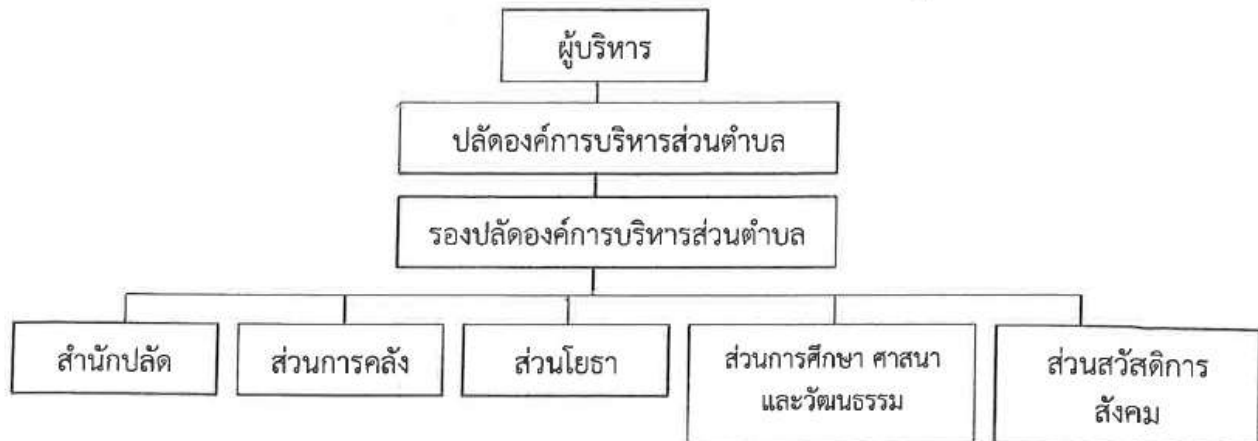 ผู้บริหาร
ปลัดองค์การบริหารส่วนตำบล
รองปลัดองค์การบริหารส่วนตำบล
สำนักปลัด
ส่วนการคลัง
ส่วนโยธา
ส่วนการศึกษา ศาสนา
และวัฒนธรรม
ส่วนสวัสดิการ
สังคม